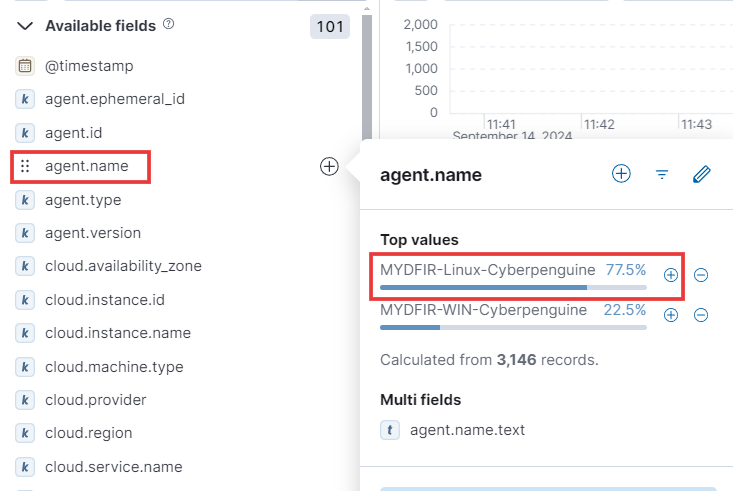 Available fields
101
@timestamp
agent.ephemeral_id
agent.id
agent.name
agent.type
agent.version
cloud.availability_zone
cloud.instance.id
cloud.instance.name
cloud.machine.type
cloud.provider
cloud.region
cloud.service.name
2,000
1,500
1,000
500
0
11:41
11:42
11:43
September 14, 2024
agent.name
Top values
MYDFIR-Linux-Cyberpenguine 77.5%
MYDFIR-WIN-Cyberpenguine 22.5%
Calculated from 3,146 records.
Multi fields
t agent.name.text